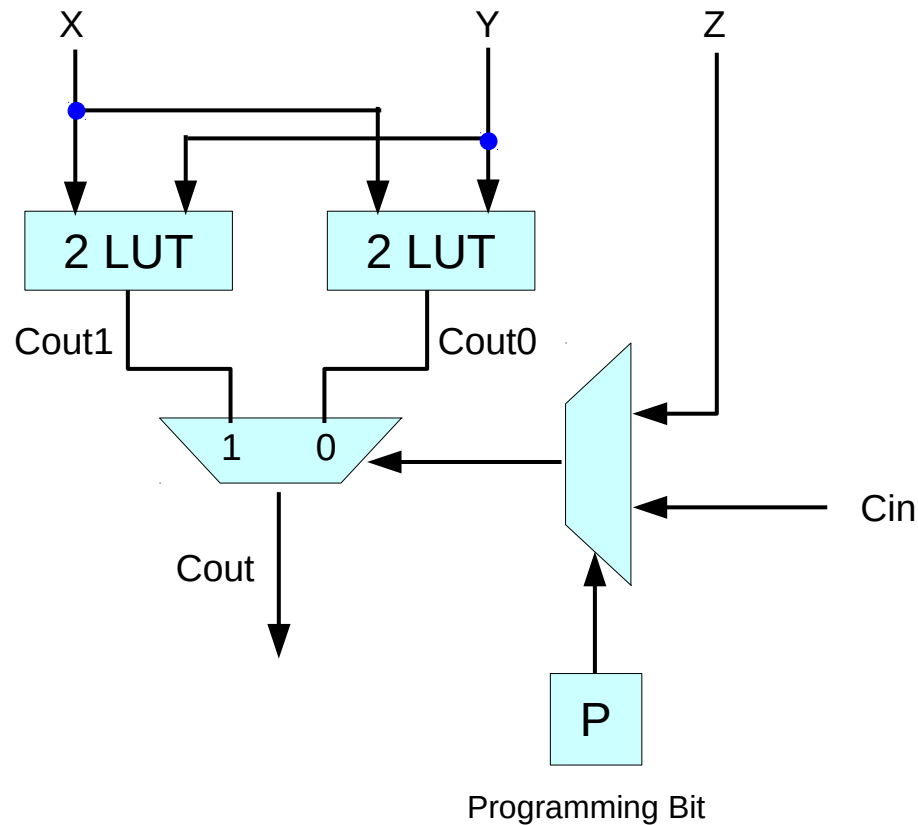 X
Y
Z
2 LUT
2 LUT
Cout1
Cout0
1
0
Cin
Cout
P
Programming Bit